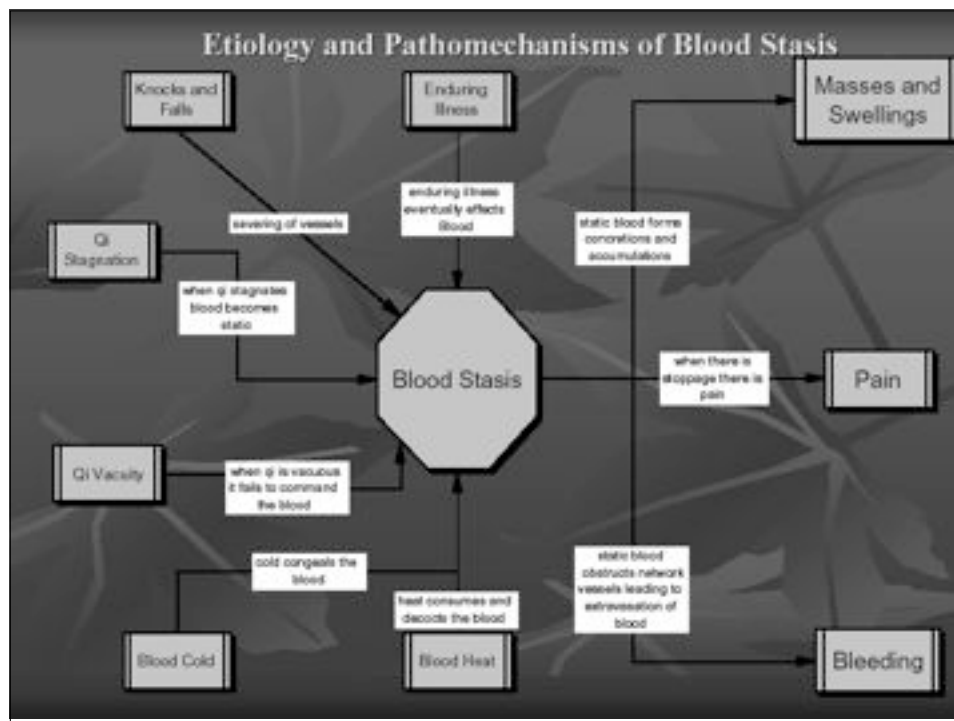 Etiology and Pathomechanisms of Blood Stasis
Knocks and
Falls
Enduring
Illness
Masses and
Swellings
severing of vessels
enduring illness
eventually effects
Blood
static blood forms
concretions and
accumulations
Qi
Stagnation
when qi stagnates
blood becomes
static
Blood Stasis
when there is
stoppage there is
pain
Pain
Qi Vacuity
when qi is vacuous
it fails to command
the blood
cold congeals the
blood
static blood
obstructs network
vessels leading to
extravasation of
blood
heat consumes and
decocts the blood
Blood Cold
Blood Heat
Bleeding